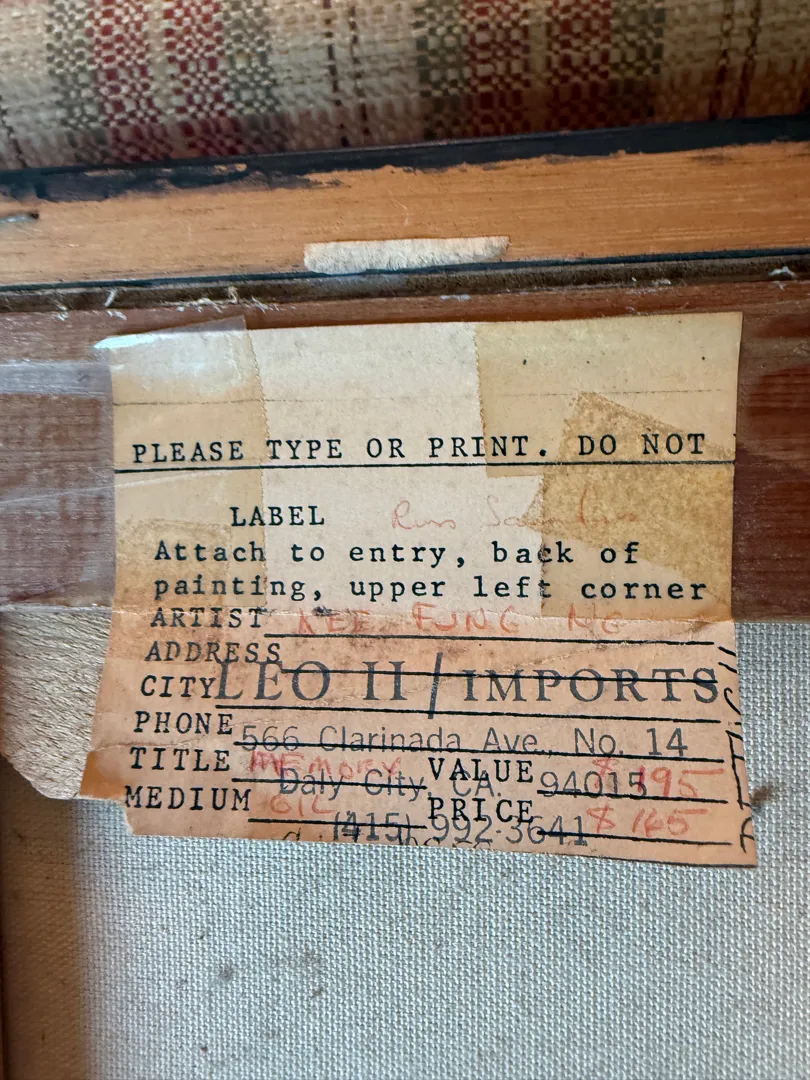 PLEASE TYPE OR PRINT. DO NOT
LABEL Russ
Attach to entry, back of
painting, upper left corner
ARTIST KEE FUNG NG
ADDRESS
CITY LEO II / IMPORTS
PHONE 566 Clarinada Ave., No. 14
TITLE MEMORY VALUE $195
Daly City, CA. 94015
MEDIUM OIL PRICE $165
(415) 992-3641